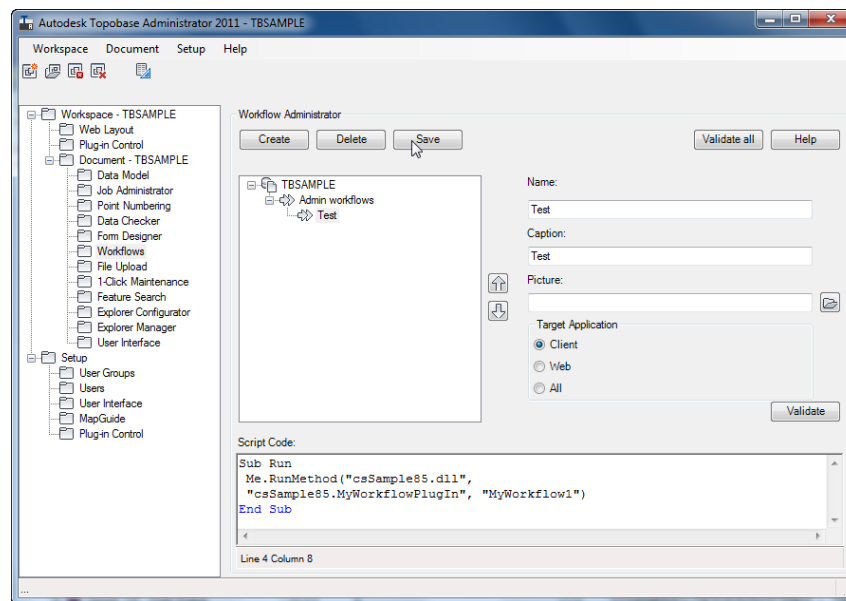 Autodesk Topobase Administrator 2011 - TBSAMPLE
Workspace Document Setup Help
Workspace - TBSAMPLE
Web Layout
Plug-in Control
Document - TBSAMPLE
Data Model
Job Administrator
Point Numbering
Data Checker
Form Designer
Workflows
File Upload
1-Click Maintenance
Feature Search
Explorer Configurator
Explorer Manager
User Interface
Setup
User Groups
Users
User Interface
MapGuide
Plug-in Control
Workflow Administrator
Create Delete Save Validate all Help
TBSAMPLE
Admin workflows
Test
Name:
Test
Caption:
Test
Picture:
Target Application
Client
Web
All
Validate
Script Code:
Sub Run
Me.RunMethod("csSample85.dll",
"csSample85.MyWorkflowPlugIn", "MyWorkflow1")
End Sub
Line 4 Column 8
...